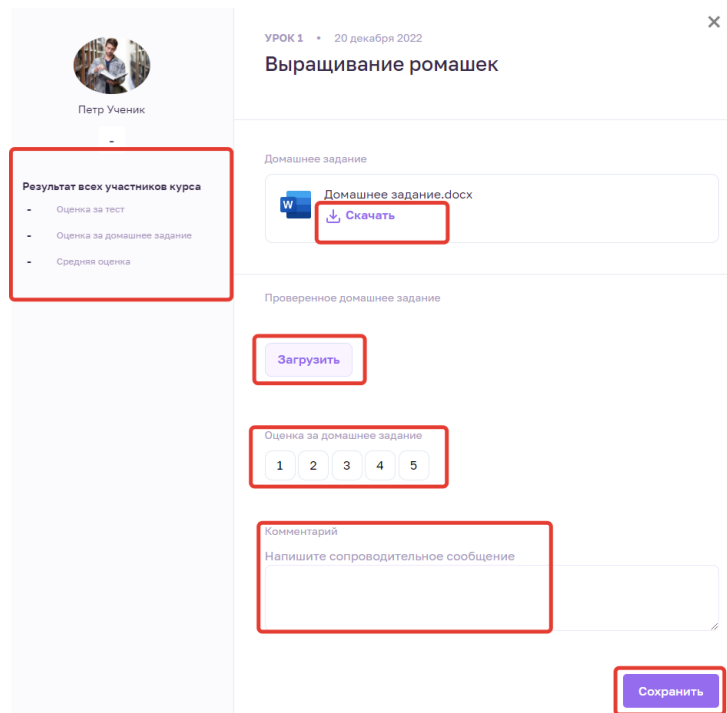 Петр Ученик
-
Результат всех участников курса
- Оценка за тест
- Оценка за домашнее задание
- Средняя оценка
УРОК 1 • 20 декабря 2022
Выращивание ромашек
Домашнее задание
W
Домашнее задание.docx
Скачать
Проверенное домашнее задание
Загрузить
Оценка за домашнее задание
1 2 3 4 5
Комментарий
Напишите сопроводительное сообщение
Сохранить